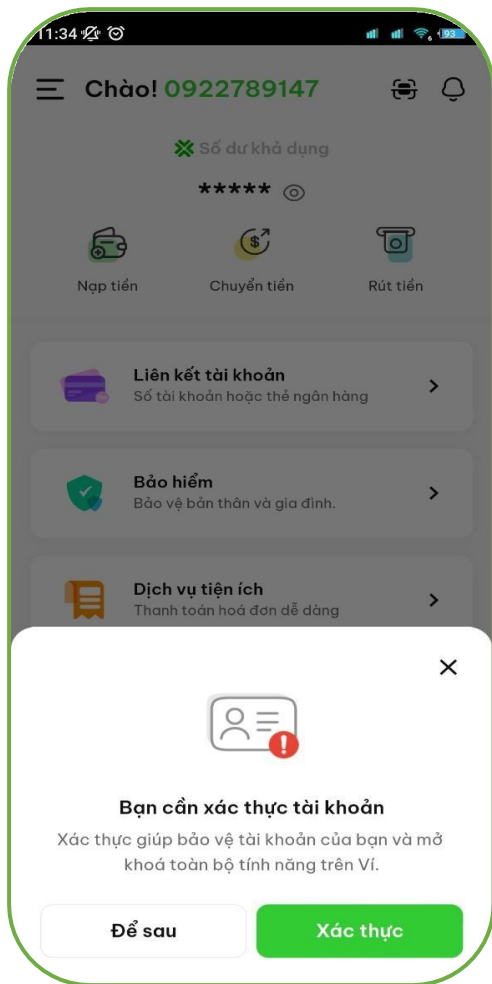 11:34
93
Chào! 0922789147
Số dư khả dụng
*****
Nạp tiền Chuyển tiền Rút tiền
Liên kết tài khoản
Số tài khoản hoặc thẻ ngân hàng
Bảo hiểm
Bảo vệ bản thân và gia đình.
Dịch vụ tiện ích
Thanh toán hoá đơn dễ dàng
Bạn cần xác thực tài khoản
Xác thực giúp bảo vệ tài khoản của bạn và mở
khoá toàn bộ tính năng trên Ví.
Để sau Xác thực